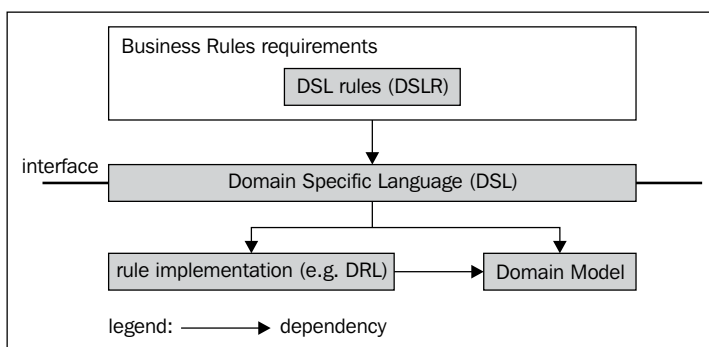 Business Rules requirements
DSL rules (DSLR)
interface
Domain Specific Language (DSL)
rule implementation (e.g. DRL)
Domain Model
legend:
dependency